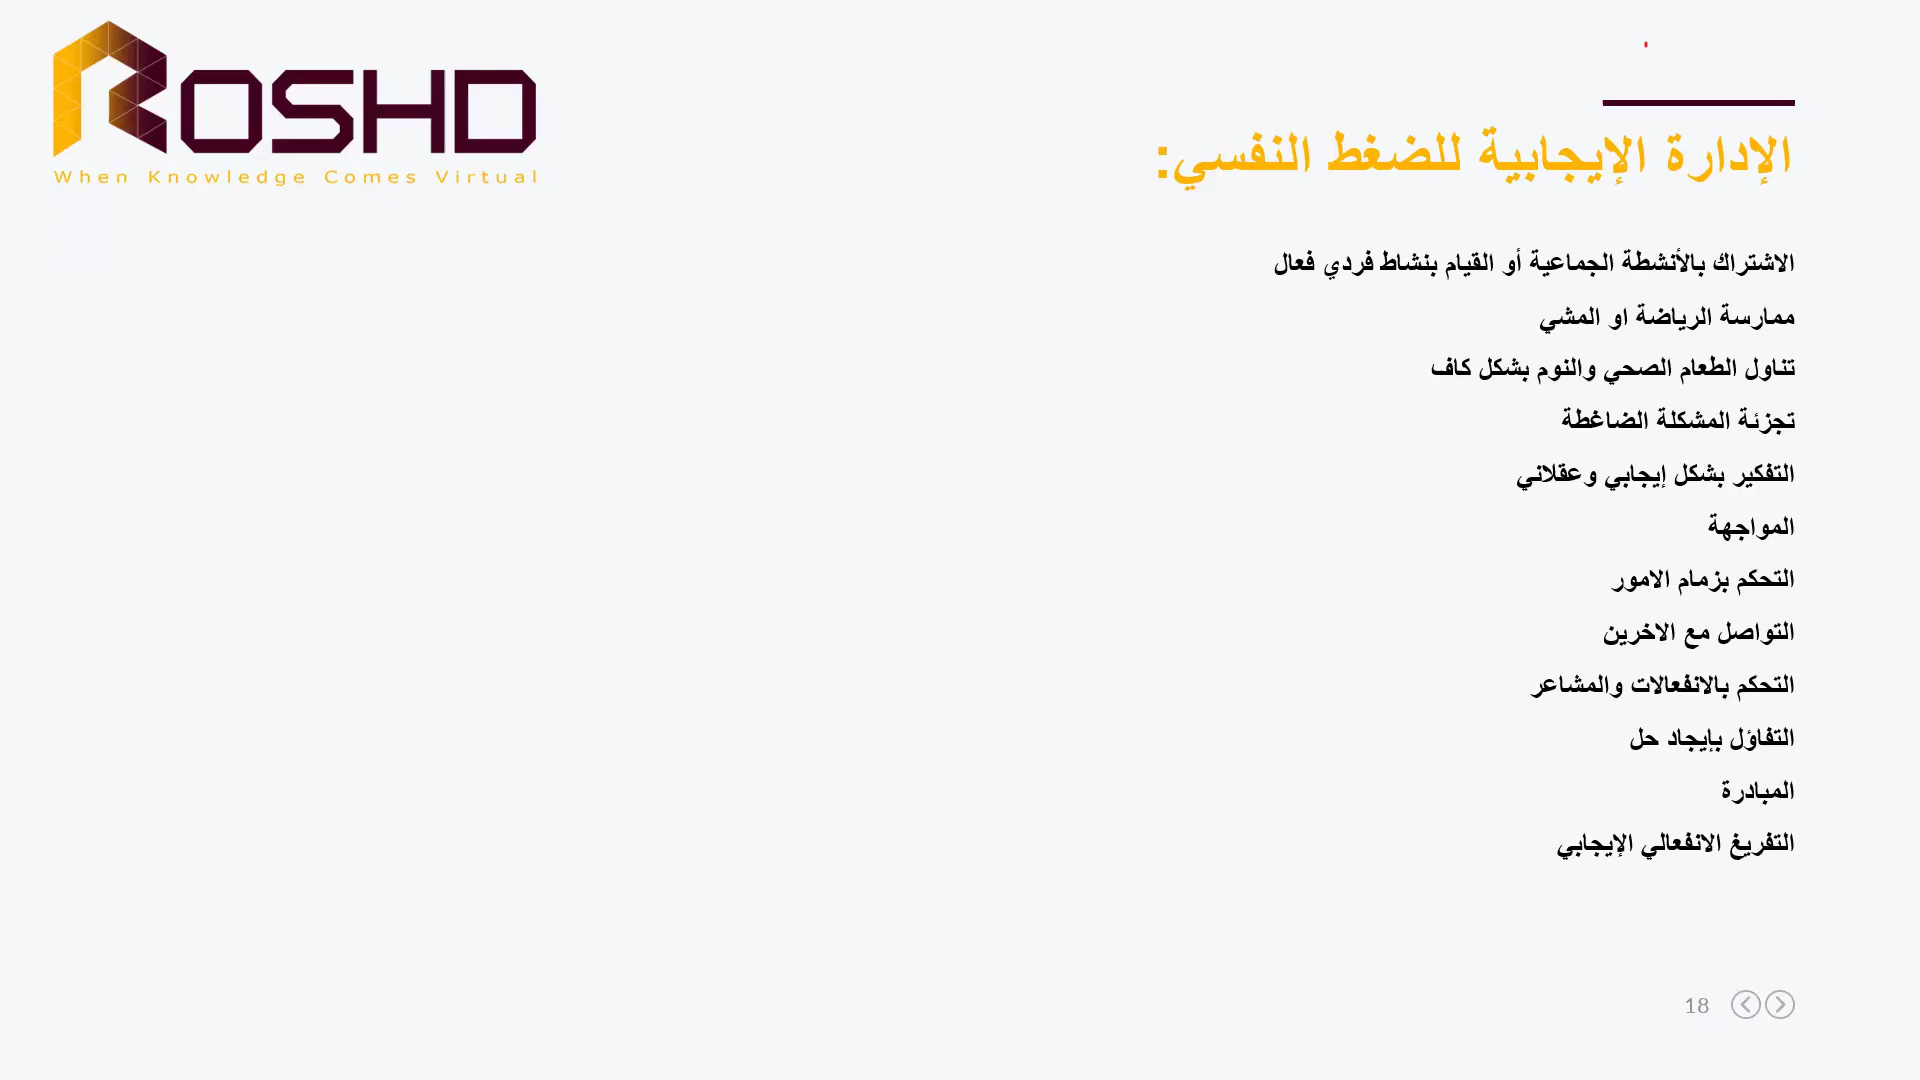 ROSHD
When Knowledge Comes Virtual
الإدارة الإيجابية للضغط النفسي:
الاشتراك بالأنشطة الجماعية أو القيام بنشاط فردي فعال
ممارسة الرياضة او المشي
تناول الطعام الصحي والنوم بشكل كاف
تجزئة المشكلة الضاغطة
التفكير بشكل إيجابي وعقلاني
المواجهة
التحكم بزمام الامور
التواصل مع الاخرين
التحكم بالانفعالات والمشاعر
التفاؤل بإيجاد حل
المبادرة
التفريغ الانفعالي الإيجابي
18